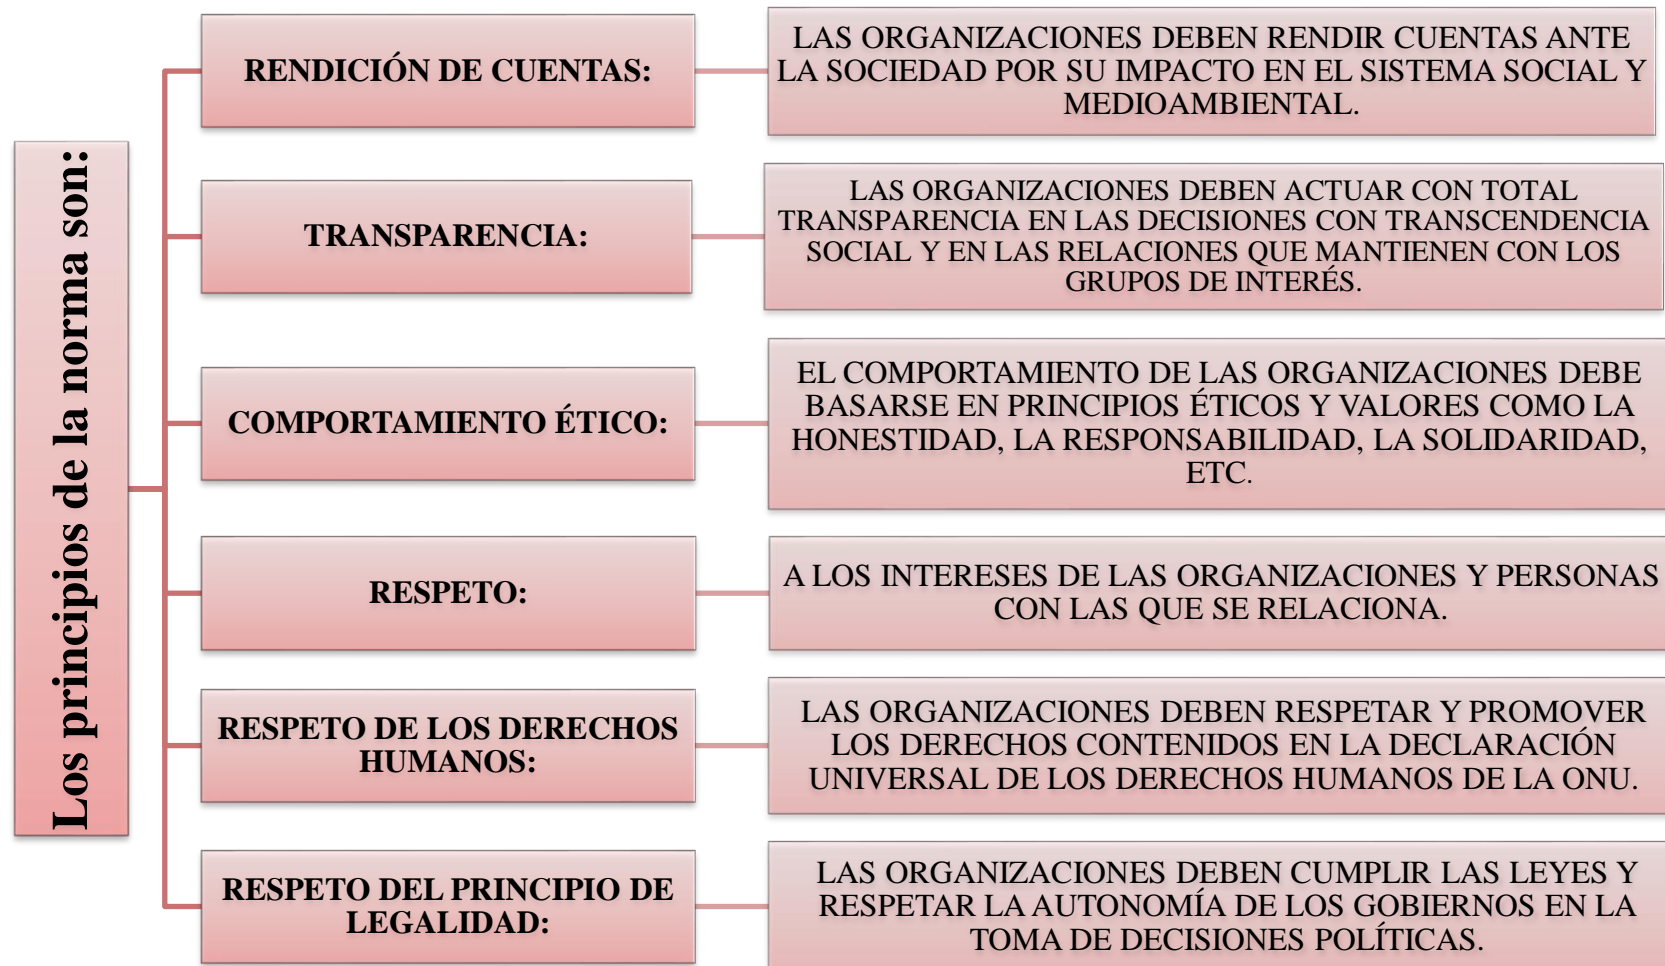 Los principios de la norma son:
RENDICIÓN DE CUENTAS:
LAS ORGANIZACIONES DEBEN RENDIR CUENTAS ANTE
LA SOCIEDAD POR SU IMPACTO EN EL SISTEMA SOCIAL Y
MEDIOAMBIENTAL.
TRANSPARENCIA:
LAS ORGANIZACIONES DEBEN ACTUAR CON TOTAL
TRANSPARENCIA EN LAS DECISIONES CON TRANSCENDENCIA
SOCIAL Y EN LAS RELACIONES QUE MANTIENEN CON LOS
GRUPOS DE INTERÉS.
COMPORTAMIENTO ÉTICO:
EL COMPORTAMIENTO DE LAS ORGANIZACIONES DEBE
BASARSE EN PRINCIPIOS ÉTICOS Y VALORES COMO LA
HONESTIDAD, LA RESPONSABILIDAD, LA SOLIDARIDAD,
ETC.
RESPETO:
A LOS INTERESES DE LAS ORGANIZACIONES Y PERSONAS
CON LAS QUE SE RELACIONA.
RESPETO DE LOS DERECHOS
HUMANOS:
LAS ORGANIZACIONES DEBEN RESPETAR Y PROMOVER
LOS DERECHOS CONTENIDOS EN LA DECLARACIÓN
UNIVERSAL DE LOS DERECHOS HUMANOS DE LA ONU.
RESPETO DEL PRINCIPIO DE
LEGALIDAD:
LAS ORGANIZACIONES DEBEN CUMPLIR LAS LEYES Y
RESPETAR LA AUTONOMÍA DE LOS GOBIERNOS EN LA
TOMA DE DECISIONES POLÍTICAS.